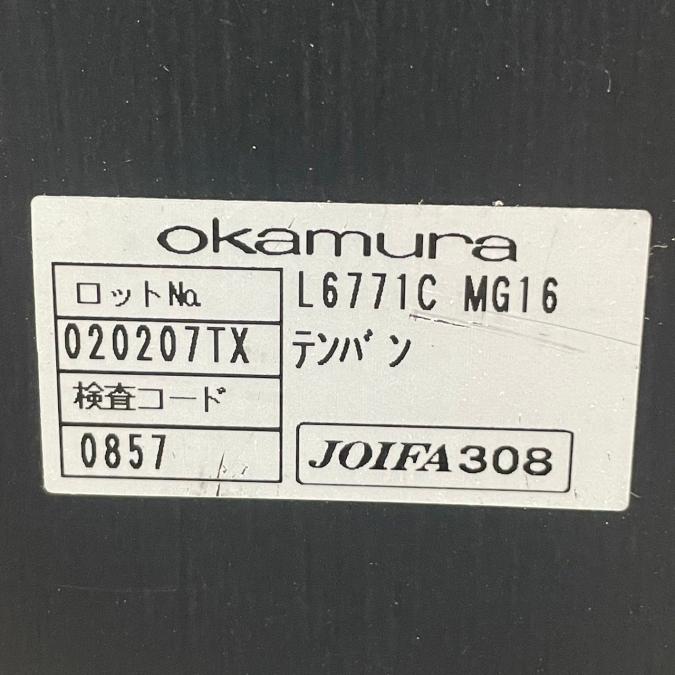 okamura
ロットNo.
020207TX
検査コード
0857
L6771C MG16
テンバン
JOIFA308